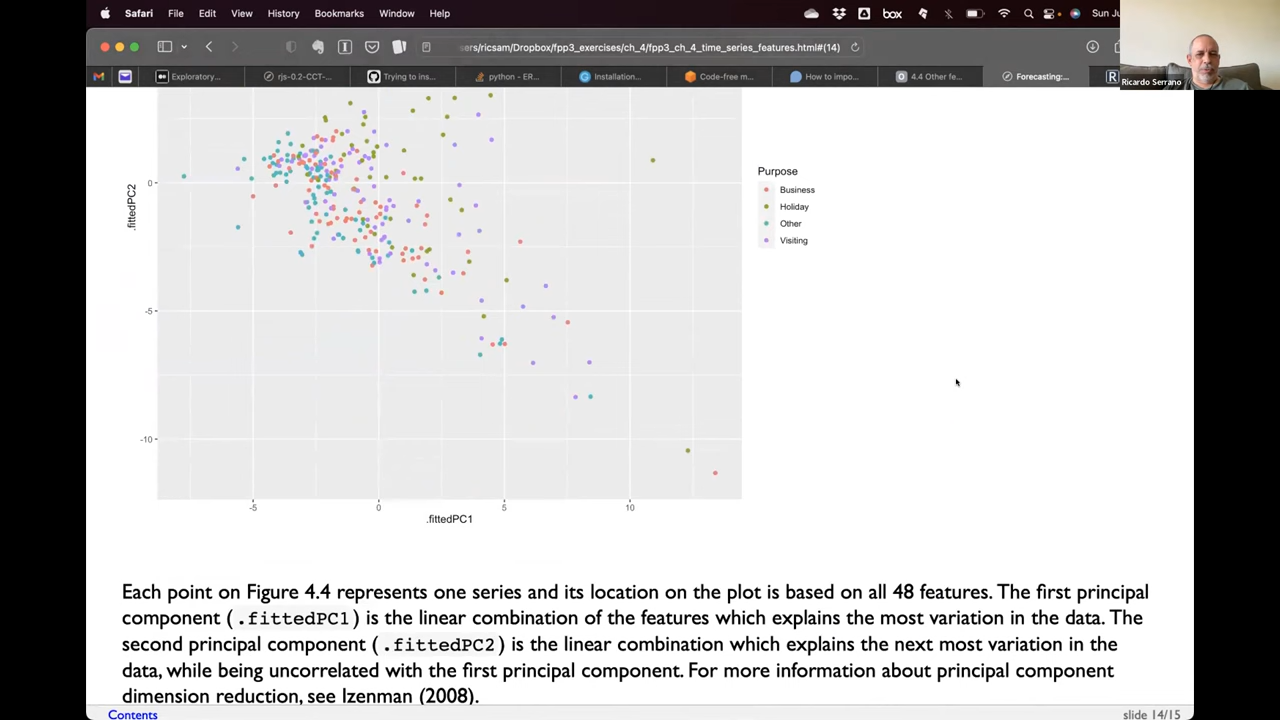 Safari File Edit View History Bookmarks Window Help box Sun Ju
ers/ricsam/Dropbox/fpp3_exercises/ch_4/fpp3_ch_4_time_series_features.html#(14)
Exploratory... rjs-0.2-CCT-... Trying to ins... python - ER... Installation... Code-free m... How to impo... 4.4 Other fe... Forecasting:...
Ricardo Serrano
.fittedPC2
0
-5
-10
-5 0 5 10
.fittedPC1
Purpose
Business
Holiday
Other
Visiting
Each point on Figure 4.4 represents one series and its location on the plot is based on all 48 features. The first principal
component (.fittedPC1) is the linear combination of the features which explains the most variation in the data. The
second principal component (.fittedPC2) is the linear combination which explains the next most variation in the
data, while being uncorrelated with the first principal component. For more information about principal component
dimension reduction, see Izenman (2008).
Contents
slide 14/15